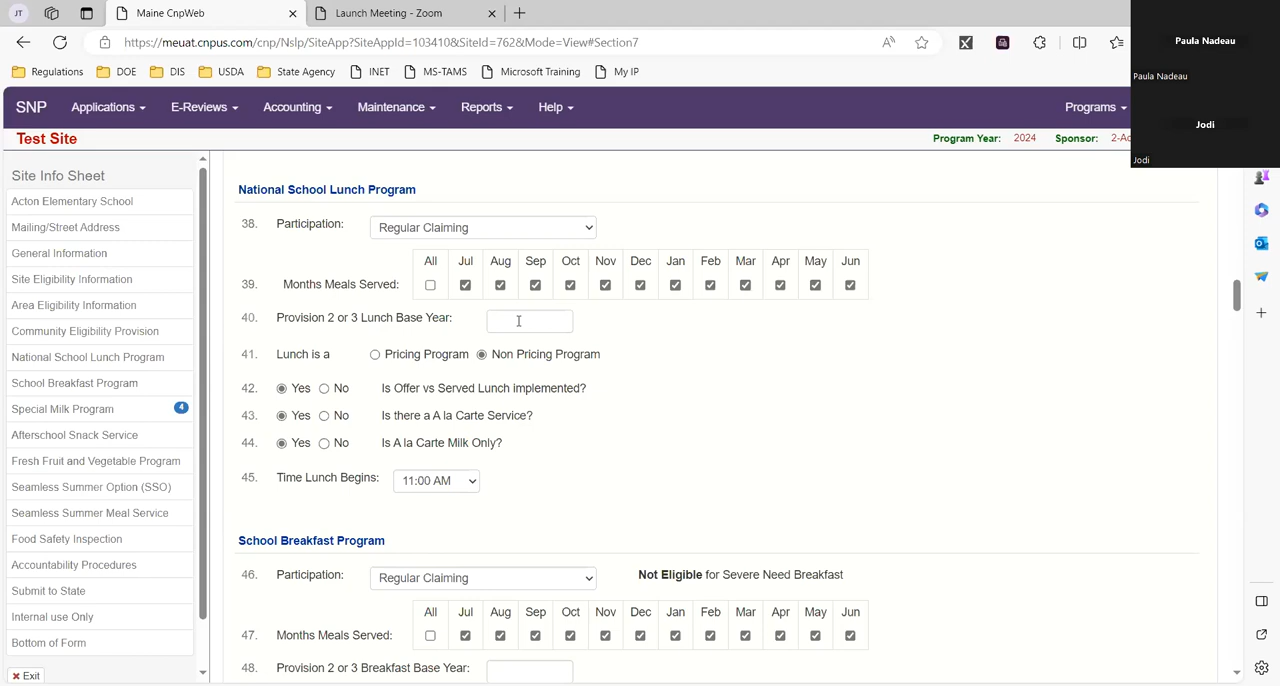 JT
Maine CnpWeb
Launch Meeting - Zoom
https://meuat.cnpus.com/cnp/Nslp/SiteApp?SiteAppId=103410&SiteId=762&Mode=View#Section7
Regulations DOE DIS USDA State Agency INET MS-TAMS Microsoft Training My IP
Paula Nadeau
Paula Nadeau
Jodi
Jodi
SNP Applications E-Reviews Accounting Maintenance Reports Help Programs
Test Site Program Year: 2024 Sponsor:
Site Info Sheet
Acton Elementary School
Mailing/Street Address
General Information
Site Eligibility Information
Area Eligibility Information
Community Eligibility Provision
National School Lunch Program
School Breakfast Program
Special Milk Program 4
Afterschool Snack Service
Fresh Fruit and Vegetable Program
Seamless Summer Option (SSO)
Seamless Summer Meal Service
Food Safety Inspection
Accountability Procedures
Submit to State
Internal use Only
Bottom of Form
Exit
National School Lunch Program
38. Participation: Regular Claiming
All Jul Aug Sep Oct Nov Dec Jan Feb Mar Apr May Jun
39. Months Meals Served:
40. Provision 2 or 3 Lunch Base Year:
41. Lunch is a Pricing Program Non Pricing Program
42. Yes No Is Offer vs Served Lunch implemented?
43. Yes No Is there a A la Carte Service?
44. Yes No Is A la Carte Milk Only?
45. Time Lunch Begins: 11:00 AM
School Breakfast Program
46. Participation: Regular Claiming Not Eligible for Severe Need Breakfast
All Jul Aug Sep Oct Nov Dec Jan Feb Mar Apr May Jun
47. Months Meals Served:
48. Provision 2 or 3 Breakfast Base Year: